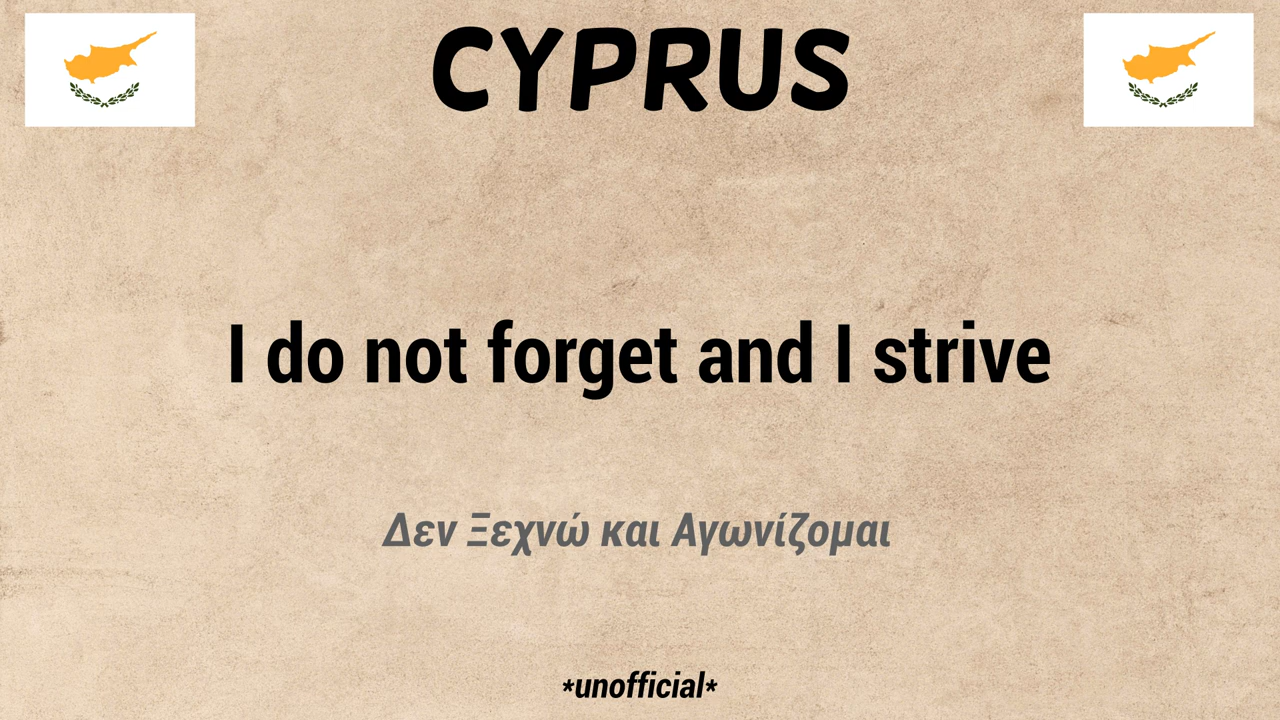 CYPRUS
I do not forget and I strive
Δεν Ξεχνώ και Αγωνίζομαι
*unofficial*